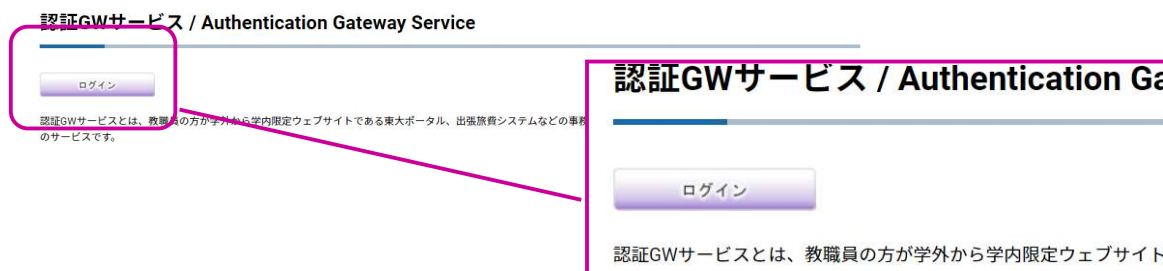 認証GWサービス / Authentication Gateway Service
ログイン
認証GWサービスとは、教職員の方が学外から学内限定ウェブサイトである東大ポータル、出張旅費システムなどの事務
のサービスです。
認証GWサービス / Authentication Ga
ログイン
認証GWサービスとは、教職員の方が学外から学内限定ウェブサイト